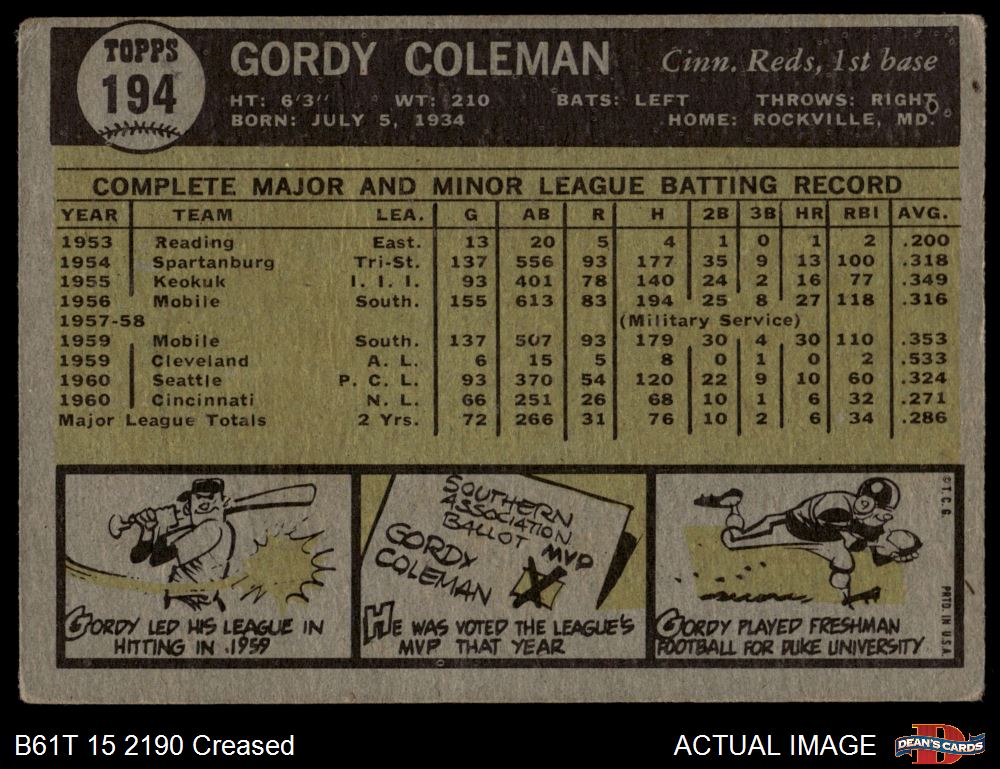 TOPPS
194
GORDY COLEMAN Cinn. Reds, 1st base
HT: 6'3" WT: 210 BATS: LEFT THROWS: RIGHT
BORN: JULY 5, 1934 HOME: ROCKVILLE, MD.
COMPLETE MAJOR AND MINOR LEAGUE BATTING RECORD
YEAR TEAM LEA. G AB R H 2B 3B HR RBI AVG.
1953 Reading East. 13 20 5 4 1 0 1 2 .200
1954 Spartanburg Tri-St. 137 556 93 177 35 9 13 100 .318
1955 Keokuk I. I. I. 93 401 78 140 24 2 16 77 .349
1956 Mobile South. 155 613 83 194 25 8 27 118 .316
1957-58 (Military Service)
1959 Mobile South. 137 507 93 179 30 4 30 110 .353
1959 Cleveland A. L. 6 15 5 8 0 1 0 2 .533
1960 Seattle P. C. L. 93 370 54 120 22 9 10 60 .324
1960 Cincinnati N. L. 66 251 26 68 10 1 6 32 .271
Major League Totals 2 Yrs. 72 266 31 76 10 2 6 34 .286
GORDY LED HIS LEAGUE IN
HITTING IN .1959
SOUTHERN
ASSOCIATION
BALLOT
MVP
GORDY
COLEMAN
HE WAS VOTED THE LEAGUE'S
MVP THAT YEAR
GORDY PLAYED FRESHMAN
FOOTBALL FOR DUKE UNIVERSITY
© T. C. G.
PRTD. IN U.S.A.
B61T 15 2190 Creased
ACTUAL IMAGE
DEAN'S CARDS